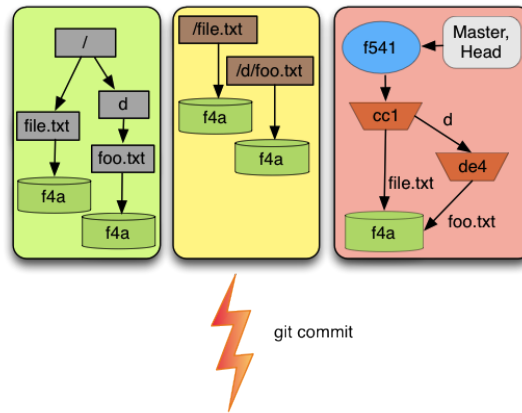 /
d
file.txt
foo.txt
f4a
f4a
/file.txt
/d/foo.txt
f4a
f4a
f541
Master,
Head
cc1
d
de4
file.txt
foo.txt
f4a
git commit